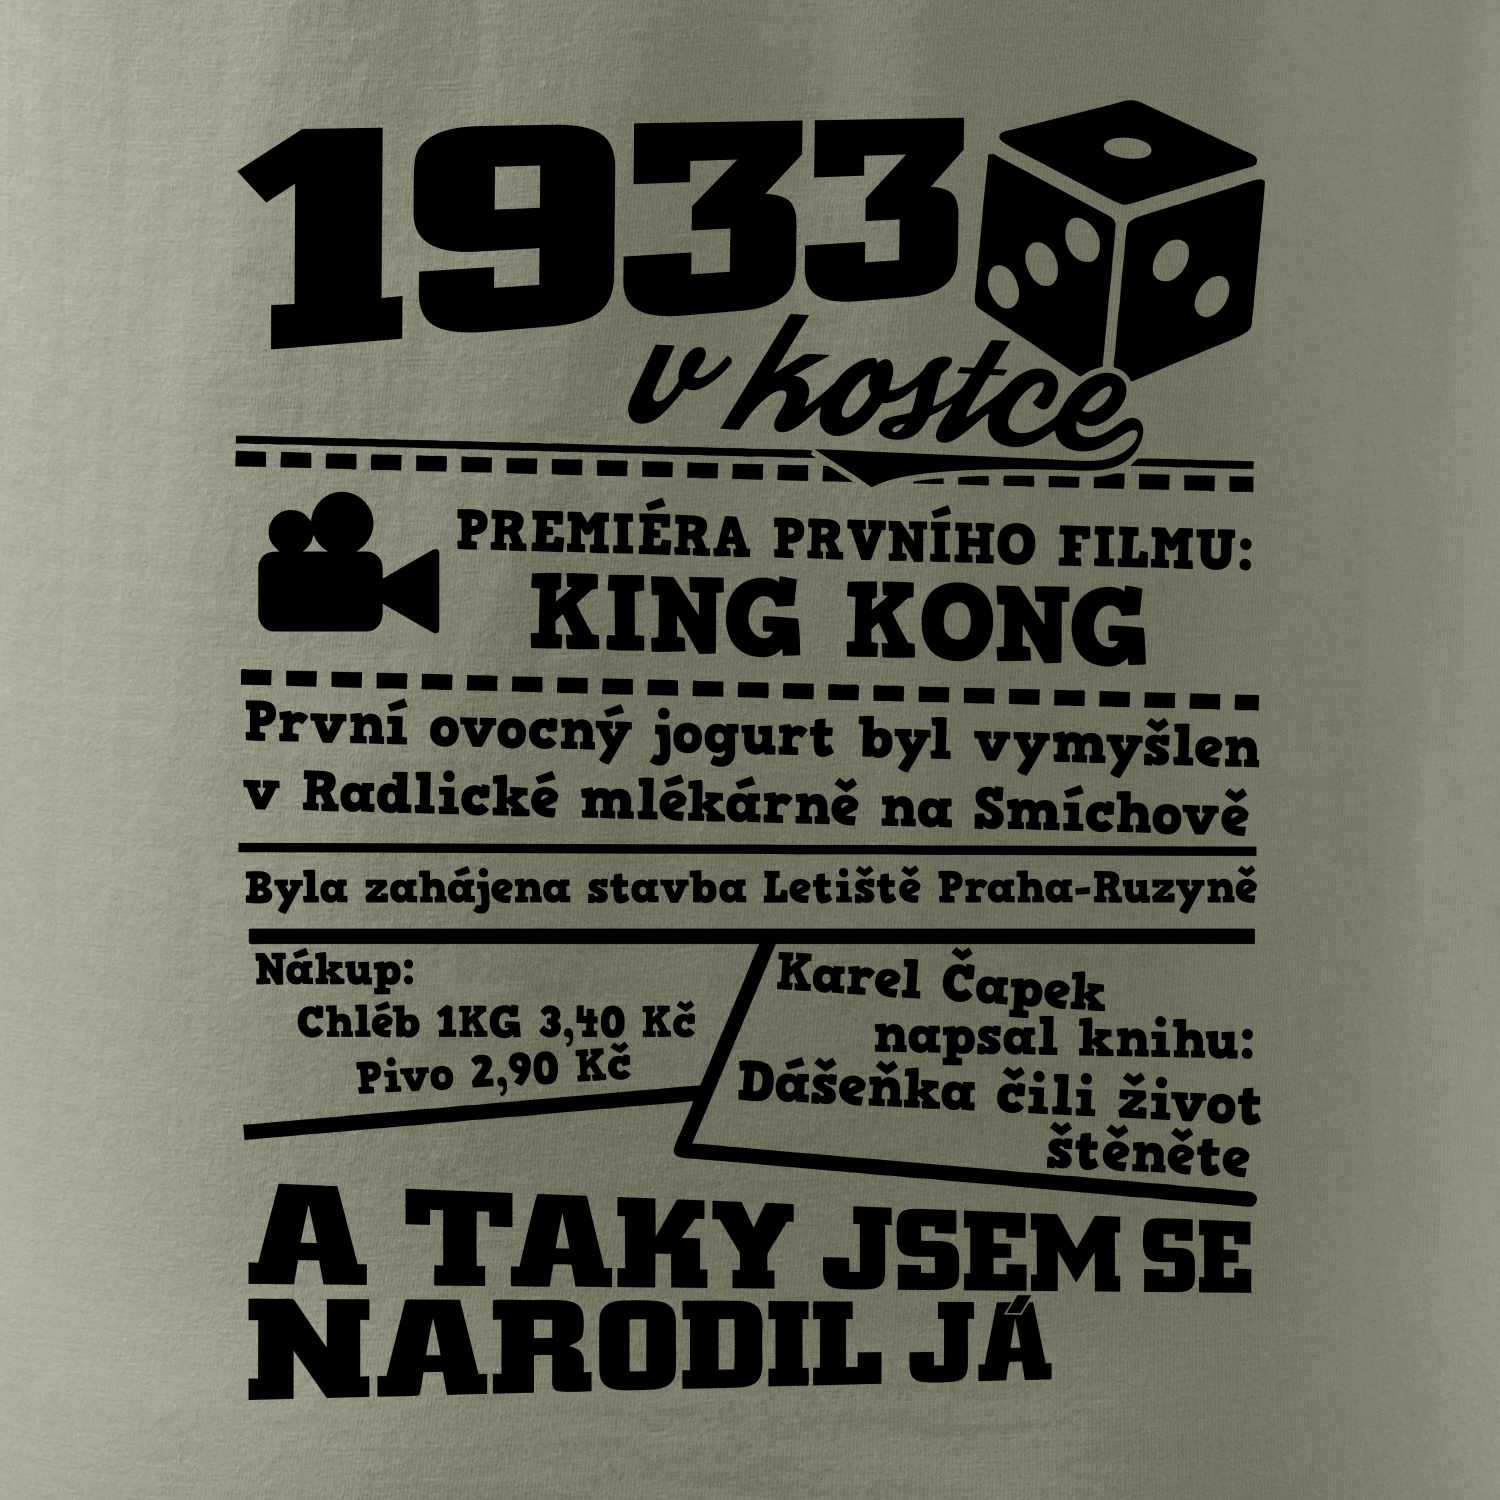 1933
v kostce
PREMIÉRA PRVNÍHO FILMU:
KING KONG
První ovocný jogurt byl vymyšlen
v Radlické mlékárně na Smíchově
Byla zahájena stavba Letiště Praha-Ruzyně
Nákup:
Chléb 1KG 3,40 Kč
Pivo 2,90 Kč
Karel Čapek
napsal knihu:
Dášeňka čili život
štěněte
A TAKY JSEM SE
NARODIL JÁ